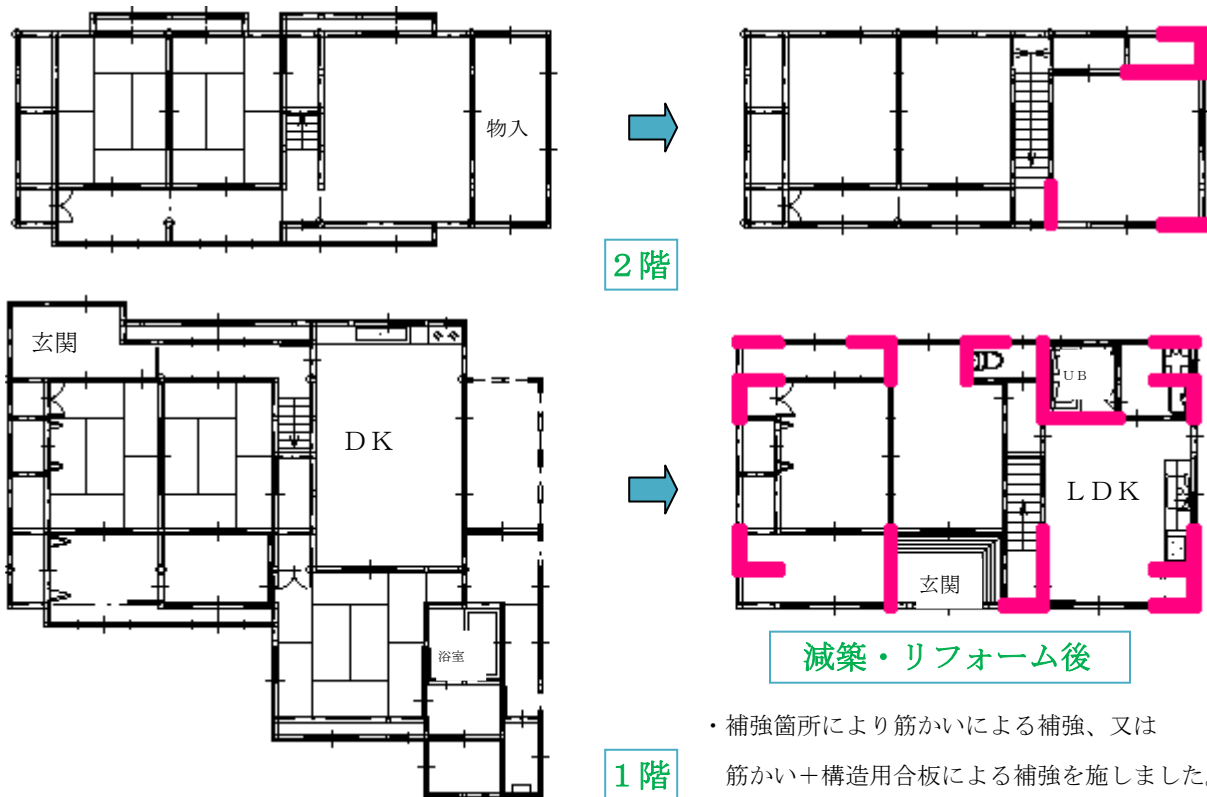 物入
２階
玄関
ＤＫ
浴室
ＵＢ
ＬＤＫ
玄関
減築・リフォーム後
・補強箇所により筋かいによる補強、又は
筋かい＋構造用合板による補強を施しました。
１階